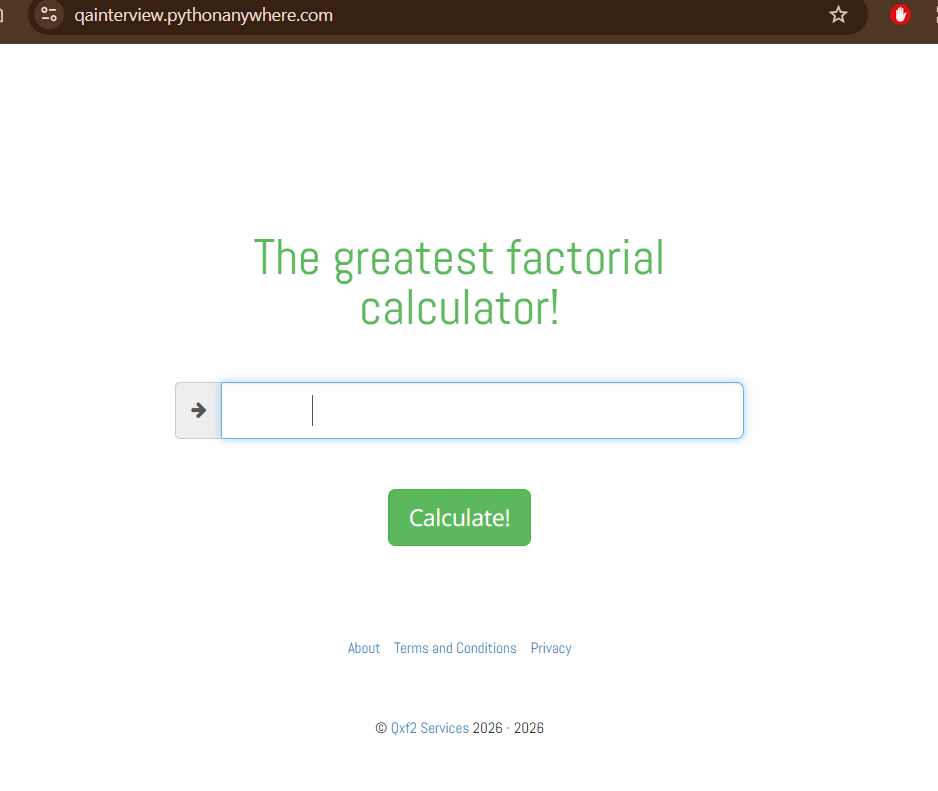 qainterview.pythonanywhere.com
The greatest factorial
calculator!
Calculate!
About Terms and Conditions Privacy
© Qxf2 Services 2026 - 2026